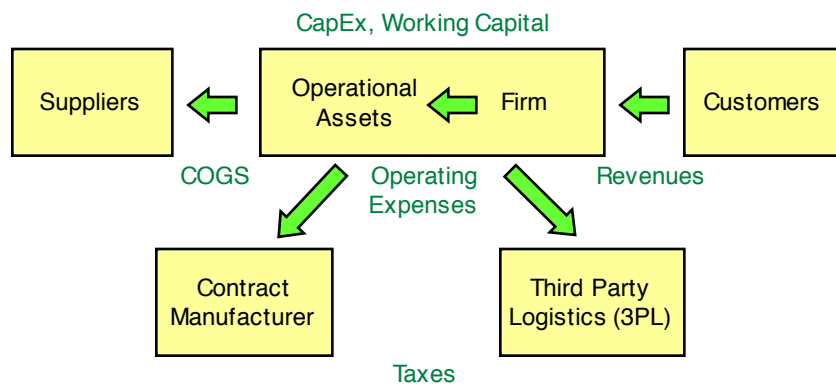 CapEx, Working Capital
Suppliers
Operational
Assets
Firm
Customers
COGS
Operating
Expenses
Revenues
Contract
Manufacturer
Third Party
Logistics (3PL)
Taxes